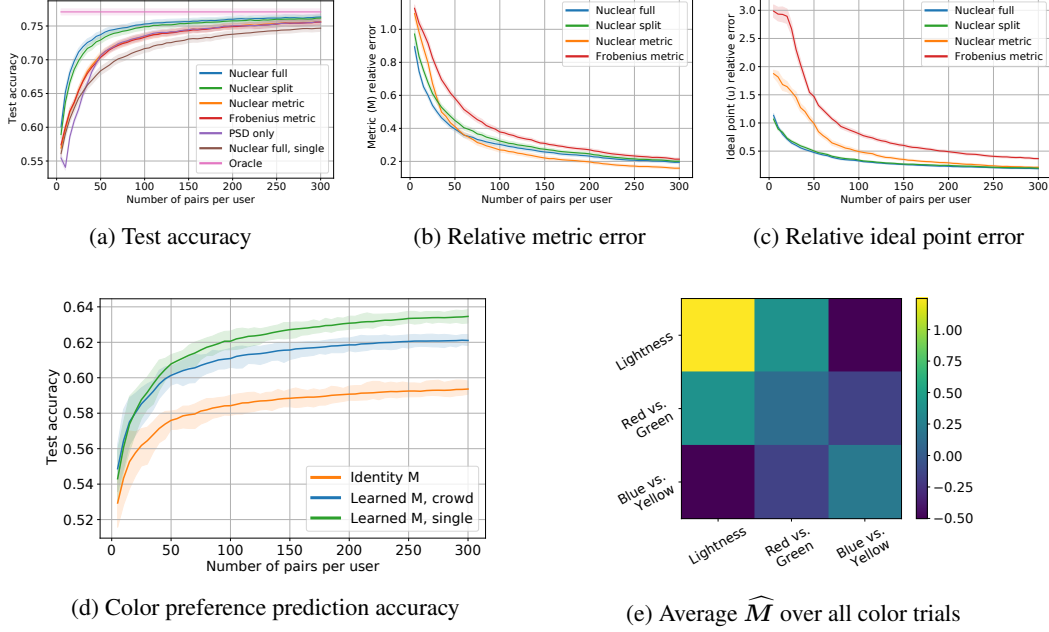 Test accuracy
0.75
0.70
0.65
0.60
0.55
Nuclear full
Nuclear split
Nuclear metric
Frobenius metric
PSD only
Nuclear full, single
Oracle
0 50 100 150 200 250 300
Number of pairs per user
(a) Test accuracy
Metric (M) relative error
1.0
0.8
0.6
0.4
0.2
Nuclear full
Nuclear split
Nuclear metric
Frobenius metric
0 50 100 150 200 250 300
Number of pairs per user
(b) Relative metric error
Ideal point (u) relative error
3.0
2.5
2.0
1.5
1.0
0.5
Nuclear full
Nuclear split
Nuclear metric
Frobenius metric
0 50 100 150 200 250 300
Number of pairs per user
(c) Relative ideal point error
Test accuracy
0.64
0.62
0.60
0.58
0.56
0.54
0.52
Identity M
Learned M, crowd
Learned M, single
0 50 100 150 200 250 300
Number of pairs per user
(d) Color preference prediction accuracy
Lightness
Red vs.
Green
Blue vs.
Yellow
Lightness
Red vs.
Green
Blue vs.
Yellow
1.00
0.75
0.50
0.25
0.00
−0.25
−0.50
(e) Average M̂ over all color trials